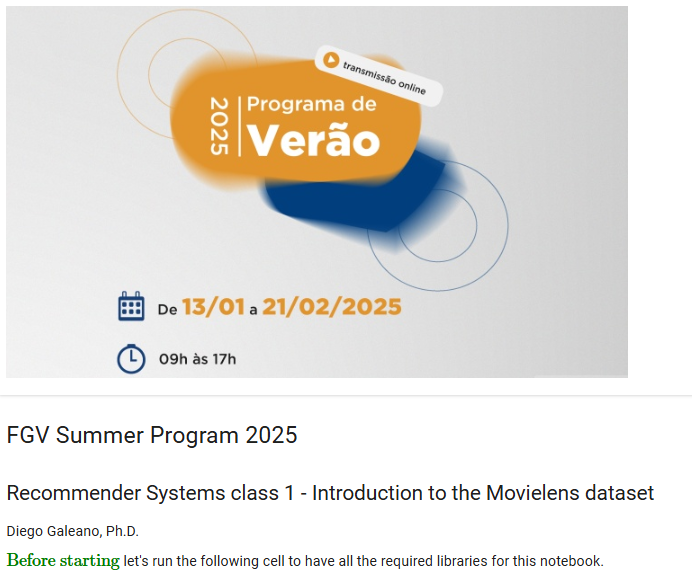 transmissão online
2025
Programa de
Verão
De 13/01 a 21/02/2025
09h às 17h
FGV Summer Program 2025
Recommender Systems class 1 - Introduction to the Movielens dataset
Diego Galeano, Ph.D.
Before starting let's run the following cell to have all the required libraries for this notebook.